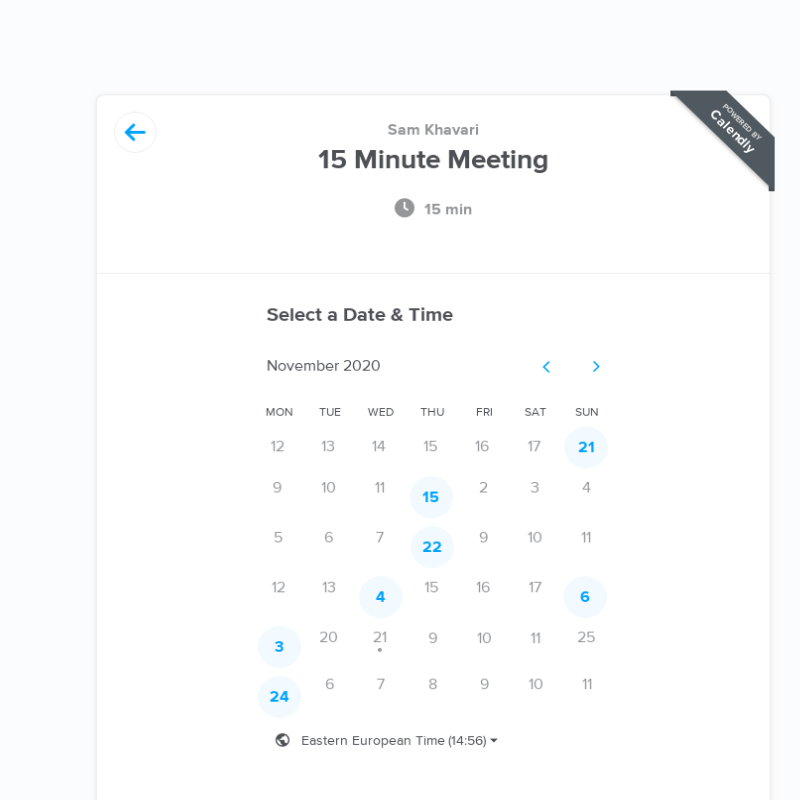 POWERED BY
Calendly
Sam Khavari
15 Minute Meeting
15 min
Select a Date & Time
November 2020
MON TUE WED THU FRI SAT SUN
12 13 14 15 16 17 21
9 10 11 15 2 3 4
5 6 7 22 9 10 11
12 13 4 15 16 17 6
3 20 21 9 10 11 25
24 6 7 8 9 10 11
Eastern European Time (14:56)